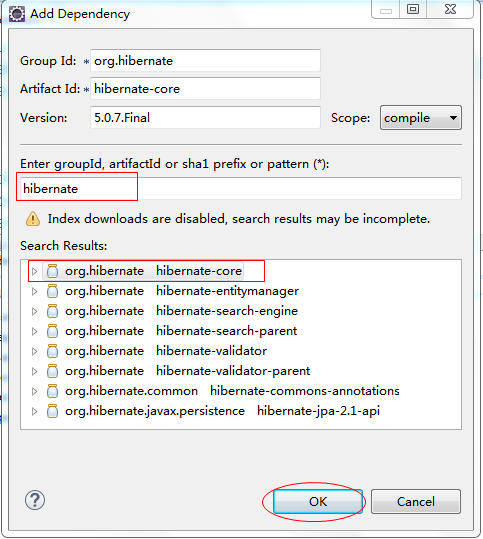 Add Dependency
Group Id: * org.hibernate
Artifact Id: * hibernate-core
Version: 5.0.7.Final Scope: compile
Enter groupId, artifactId or sha1 prefix or pattern (*):
hibernate
Index downloads are disabled, search results may be incomplete.
Search Results:
org.hibernate hibernate-core
org.hibernate hibernate-entitymanager
org.hibernate hibernate-search-engine
org.hibernate hibernate-search-parent
org.hibernate hibernate-validator
org.hibernate hibernate-validator-parent
org.hibernate.common hibernate-commons-annotations
org.hibernate.javax.persistence hibernate-jpa-2.1-api
OK Cancel